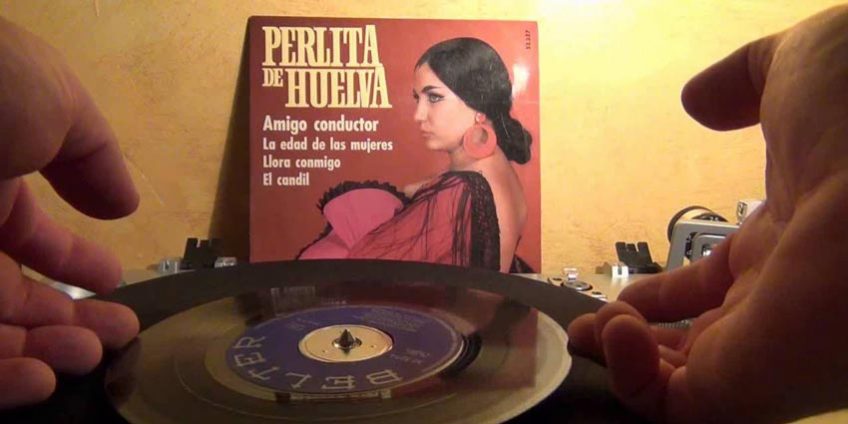 PERLITA
DE HUELVA
Amigo conductor
La edad de las mujeres
Llora conmigo
El candil
BELTER